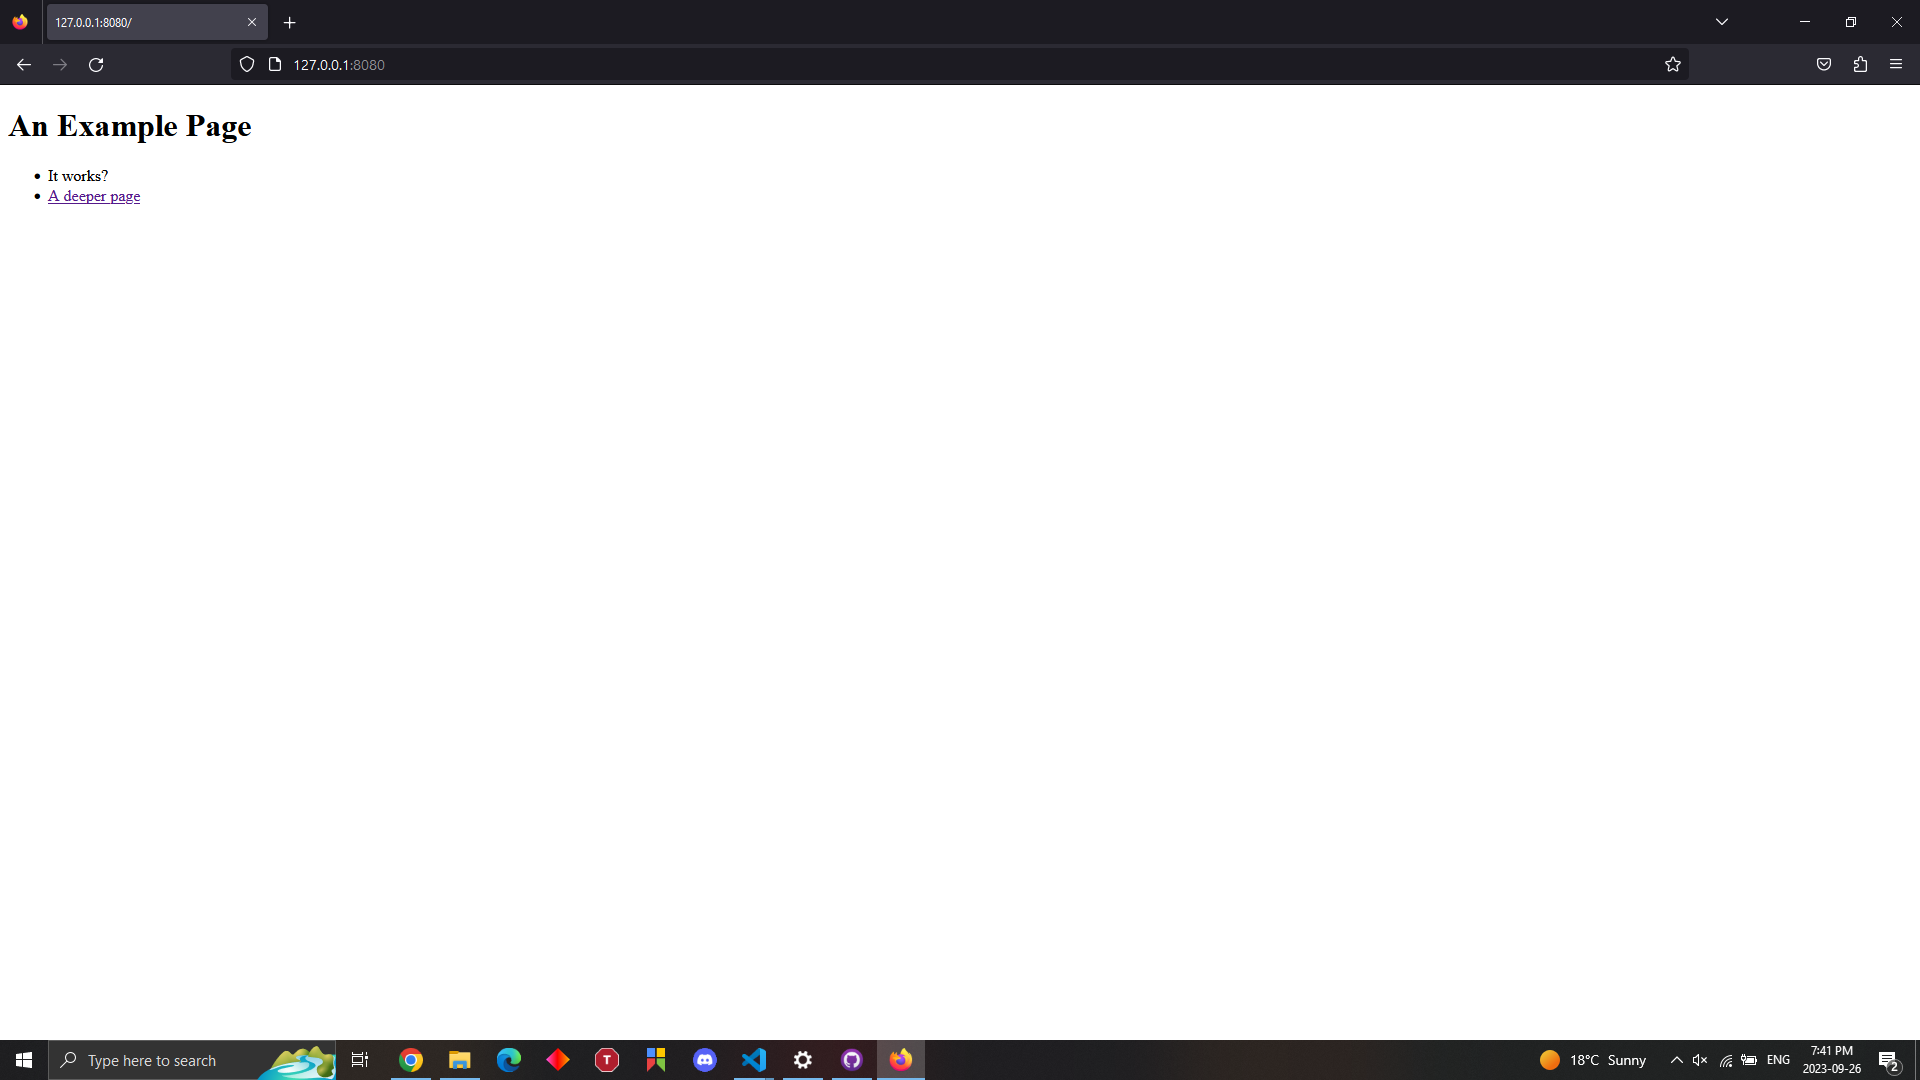 127.0.0.1:8080/
127.0.0.1:8080
An Example Page
It works?
A deeper page
Type here to search
T
18°C Sunny
ENG
7:41 PM
2023-09-26
2